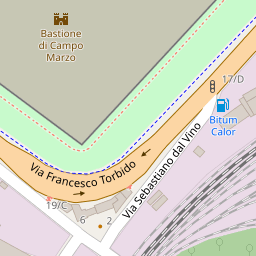 Bastione
di Campo
Marzo
17/D
Bitum
Calor
Via Francesco Torbido
Via Sebastiano dal Vino
19/C
6
2